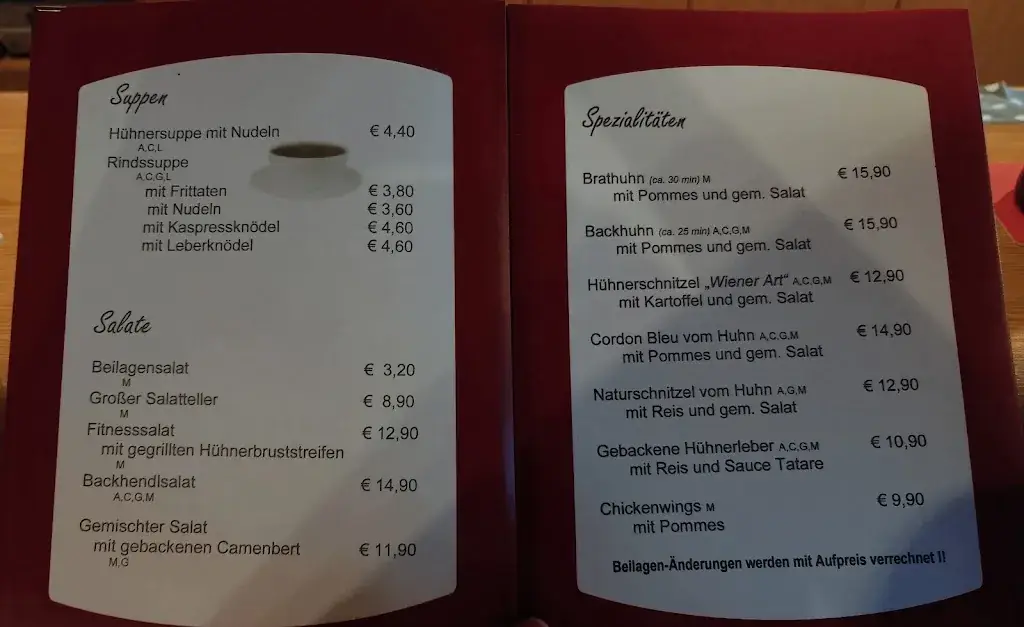 Suppen
Hühnersuppe mit Nudeln € 4,40
A,C,L
Rindssuppe
A,C,G,L
mit Frittaten € 3,80
mit Nudeln € 3,60
mit Kaspressknödel € 4,60
mit Leberknödel € 4,60
Salate
Beilagensalat € 3,20
M
Großer Salatteller € 8,90
M
Fitnesssalat € 12,90
mit gegrillten Hühnerbruststreifen
M
Backhendlsalat € 14,90
A,C,G,M
Gemischter Salat
mit gebackenen Camenbert € 11,90
M,G
Spezialitäten
Brathuhn (ca. 30 min) M € 15,90
mit Pommes und gem. Salat
Backhuhn (ca. 25 min) A,C,G,M € 15,90
mit Pommes und gem. Salat
Hühnerschnitzel „Wiener Art“ A,C,G,M € 12,90
mit Kartoffel und gem. Salat
Cordon Bleu vom Huhn A,C,G,M € 14,90
mit Pommes und gem. Salat
Naturschnitzel vom Huhn A,G,M € 12,90
mit Reis und gem. Salat
Gebackene Hühnerleber A,C,G,M € 10,90
mit Reis und Sauce Tatare
Chickenwings M € 9,90
mit Pommes
Beilagen-Änderungen werden mit Aufpreis verrechnet !!